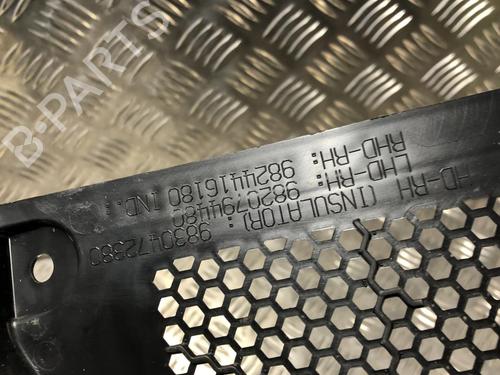 HD-RH (INSULATOR) 9830472380
LHD-RH: 9820794480
RHD-RH: 9824416180 IND.:
B-PARTS